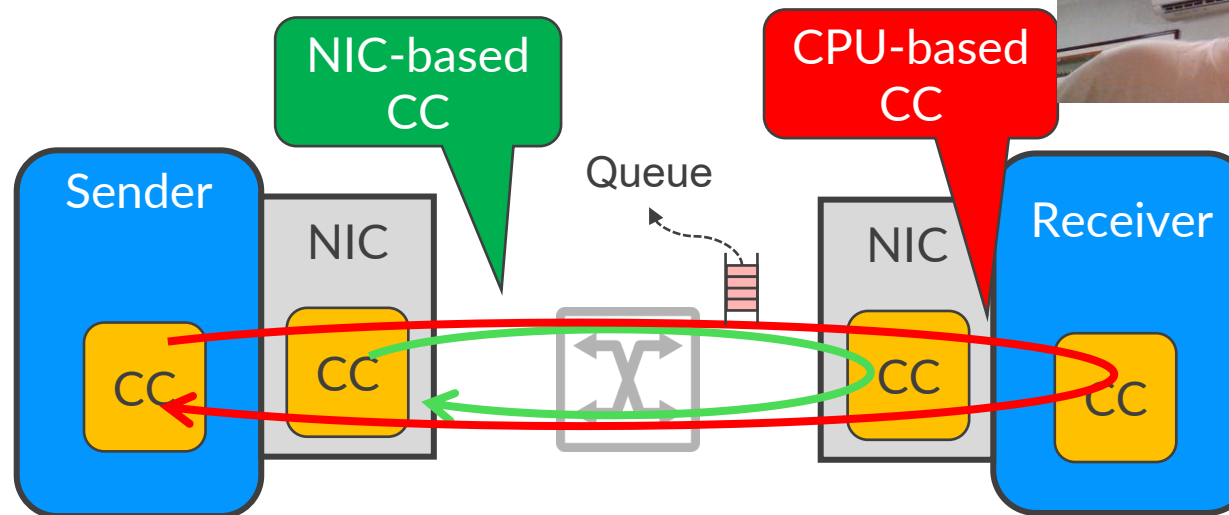 NIC-based
CC
CPU-based
CC
Sender
NIC
Queue
NIC
Receiver
CC
CC
CC
CC